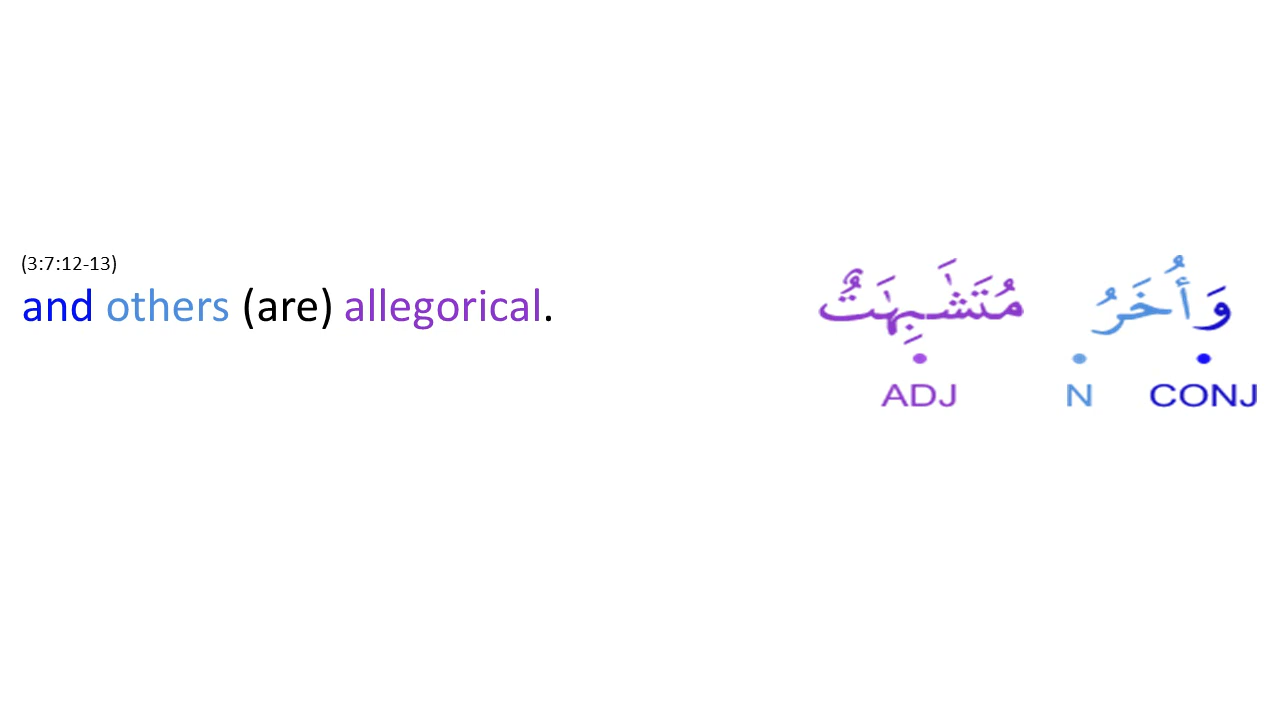 (3:7:12-13)
and others (are) allegorical.
وَأُخَرُ مُتَشَٰبِهَٰتٌ
CONJ N ADJ